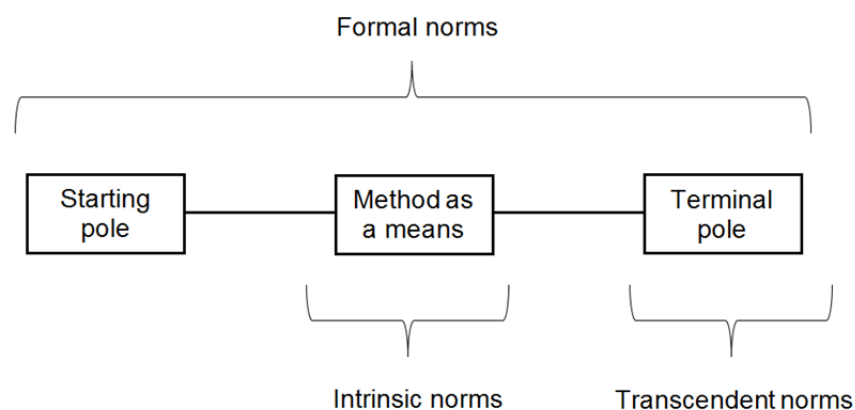 Formal norms
Starting
pole
Method as
a means
Terminal
pole
Intrinsic norms
Transcendent norms